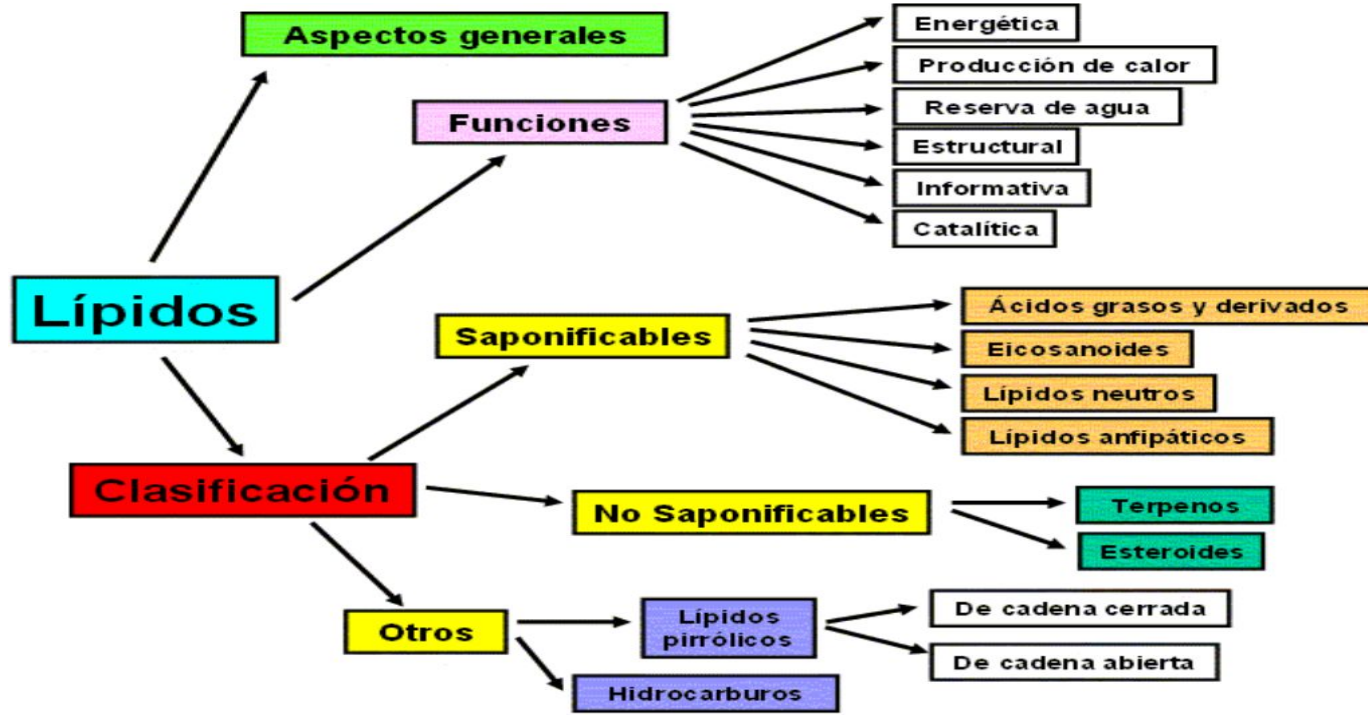 Aspectos generales
Funciones
Energética
Producción de calor
Reserva de agua
Estructural
Informativa
Catalítica
Lípidos
Saponificables
Ácidos grasos y derivados
Eicosanoides
Lípidos neutros
Lípidos anfipáticos
Clasificación
No Saponificables
Terpenos
Esteroides
Otros
Lípidos
pirrólicos
De cadena cerrada
De cadena abierta
Hidrocarburos